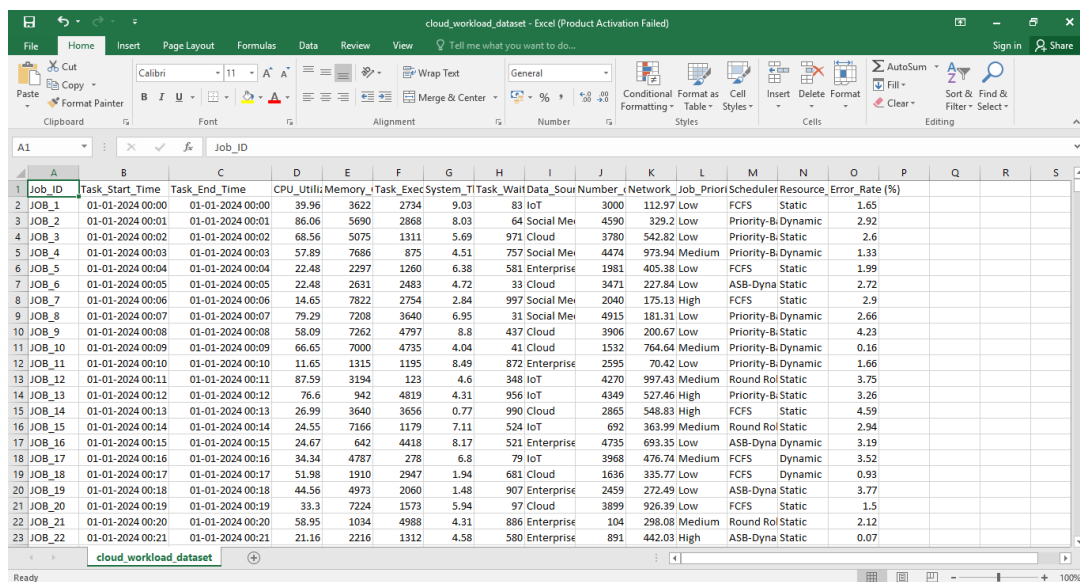 cloud_workload_dataset - Excel (Product Activation Failed)
File Home Insert Page Layout Formulas Data Review View Tell me what you want to do... Sign in Share
Cut
Copy
Format Painter
Paste
Calibri 11
Wrap Text
Merge & Center
General
Conditional Formatting Format as Table Cell Styles
Insert Delete Format
AutoSum
Fill
Clear
Sort & Filter Find & Select
Clipboard Font Alignment Number Styles Cells Editing
A1 fx Job_ID
A B C D E F G H I J K L M N O P Q R S
1 Job_ID Task_Start_Time Task_End_Time CPU_Utiliz Memory_ Task_Exec System_Tl Task_Wait Data_Sour Number_ Network_ Job_Priori Scheduler Resource_ Error_Rate (%)
2 JOB_1 01-01-2024 00:00 01-01-2024 00:00 39.96 3622 2734 9.03 83 IoT 3000 112.97 Low FCFS Static 1.65
3 JOB_2 01-01-2024 00:01 01-01-2024 00:01 86.06 5690 2868 8.03 64 Social Med 4590 329.2 Low Priority-Ba Dynamic 2.92
4 JOB_3 01-01-2024 00:02 01-01-2024 00:02 68.56 5075 1311 5.69 971 Cloud 3780 542.82 Low Priority-Ba Static 2.6
5 JOB_4 01-01-2024 00:03 01-01-2024 00:03 57.89 7686 875 4.51 757 Social Med 4474 973.94 Medium Priority-Ba Dynamic 1.33
6 JOB_5 01-01-2024 00:04 01-01-2024 00:04 22.48 2297 1260 6.38 581 Enterprise 1981 405.38 Low FCFS Static 1.99
7 JOB_6 01-01-2024 00:05 01-01-2024 00:05 22.48 2631 2483 4.72 33 Cloud 3471 227.84 Low ASB-Dyna Static 2.72
8 JOB_7 01-01-2024 00:06 01-01-2024 00:06 14.65 7822 2754 2.84 997 Social Med 2040 175.13 High FCFS Static 2.9
9 JOB_8 01-01-2024 00:07 01-01-2024 00:07 79.29 7208 3640 6.95 31 Social Med 4915 181.31 Low Priority-Ba Dynamic 2.66
10 JOB_9 01-01-2024 00:08 01-01-2024 00:08 58.09 7262 4797 8.8 437 Cloud 3906 200.67 Low Priority-Ba Static 4.23
11 JOB_10 01-01-2024 00:09 01-01-2024 00:09 66.65 7000 4735 4.04 41 Cloud 1532 764.64 Medium Priority-Ba Dynamic 0.16
12 JOB_11 01-01-2024 00:10 01-01-2024 00:10 11.65 1315 1195 8.49 872 Enterprise 2595 70.42 Low Priority-Ba Dynamic 1.66
13 JOB_12 01-01-2024 00:11 01-01-2024 00:11 87.59 3194 123 4.6 348 IoT 4270 997.43 Medium Round Rol Static 3.75
14 JOB_13 01-01-2024 00:12 01-01-2024 00:12 76.6 942 4819 4.31 956 IoT 4349 527.46 High Priority-Ba Static 3.26
15 JOB_14 01-01-2024 00:13 01-01-2024 00:13 26.99 3640 3656 0.77 990 Cloud 2865 548.83 High FCFS Static 4.59
16 JOB_15 01-01-2024 00:14 01-01-2024 00:14 24.55 7166 1179 7.11 524 IoT 692 363.99 Medium Round Rol Static 2.94
17 JOB_16 01-01-2024 00:15 01-01-2024 00:15 24.67 642 4418 8.17 521 Enterprise 4735 693.35 Low ASB-Dyna Dynamic 3.19
18 JOB_17 01-01-2024 00:16 01-01-2024 00:16 34.34 4787 278 6.8 79 IoT 3968 476.74 Medium FCFS Dynamic 3.52
19 JOB_18 01-01-2024 00:17 01-01-2024 00:17 51.98 1910 2947 1.94 681 Cloud 1636 335.77 Low FCFS Dynamic 0.93
20 JOB_19 01-01-2024 00:18 01-01-2024 00:18 44.56 4973 2060 1.48 907 Enterprise 2459 272.49 Low ASB-Dyna Static 3.77
21 JOB_20 01-01-2024 00:19 01-01-2024 00:19 33.3 7224 1573 5.94 97 Cloud 3899 926.39 Low FCFS Static 1.5
22 JOB_21 01-01-2024 00:20 01-01-2024 00:20 58.95 1034 4988 4.31 886 Enterprise 104 298.08 Medium Round Rol Static 2.12
23 JOB_22 01-01-2024 00:21 01-01-2024 00:21 21.16 2216 1312 4.58 580 Enterprise 891 442.03 High ASB-Dyna Static 0.07
cloud_workload_dataset
Ready 100%